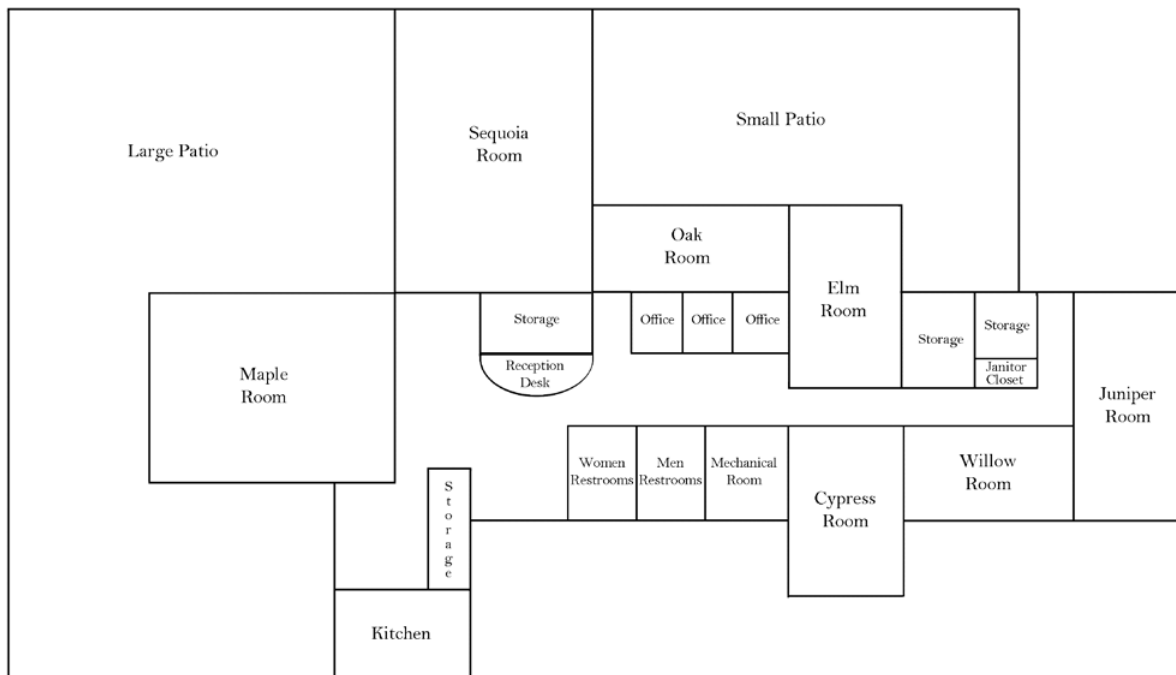 Large Patio
Sequoia
Room
Small Patio
Oak
Room
Elm
Room
Maple
Room
Storage
Reception
Desk
Office
Office
Office
Storage
Storage
Janitor
Closet
Juniper
Room
Women
Restrooms
Men
Restrooms
Mechanical
Room
Cypress
Room
Willow
Room
Storage
Kitchen